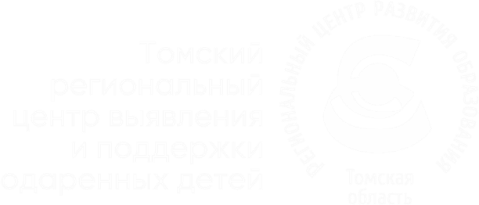 Томский
региональный
центр выявления
и поддержки
одаренных детей
РЕГИОНАЛЬНЫЙ ЦЕНТР РАЗВИТИЯ ОБРАЗОВАНИЯ
Томская
область